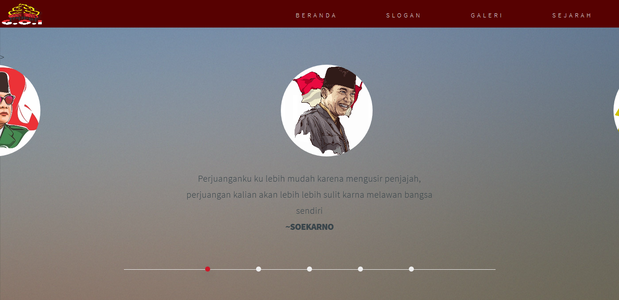 BERANDA SLOGAN GALERI SEJARAH
Perjuanganku ku lebih mudah karena mengusir penjajah,
perjuangan kalian akan lebih lebih sulit karna melawan bangsa
sendiri
~SOEKARNO